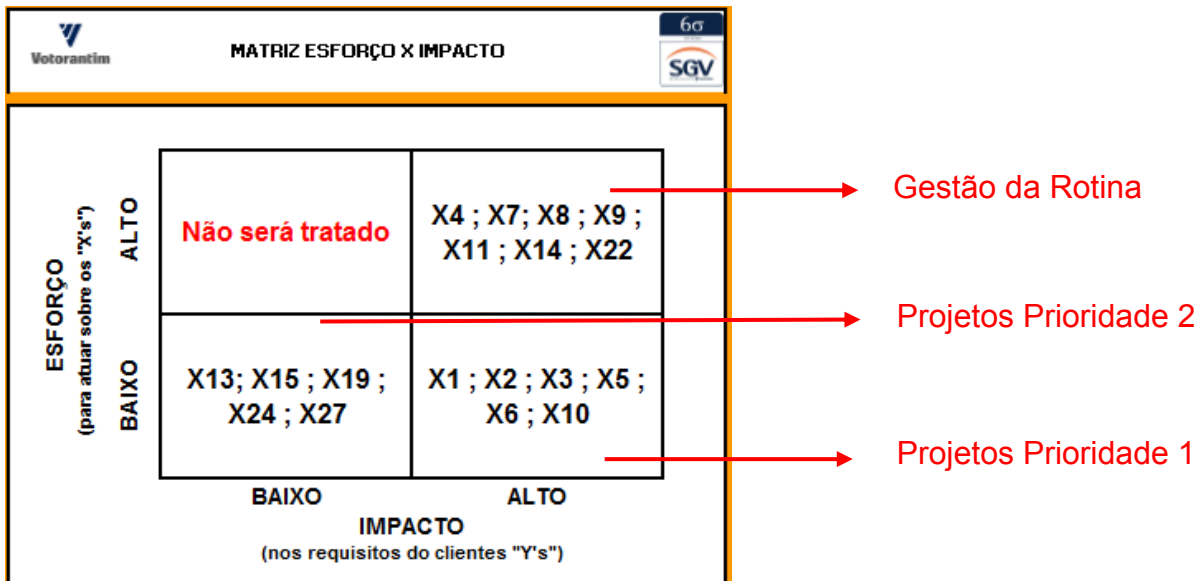 Votorantim
MATRIZ ESFORÇO X IMPACTO
6σ
SGV
ESFORÇO
(para atuar sobre os "X's")
ALTO
Não será tratado
X4 ; X7; X8 ; X9 ;
X11 ; X14 ; X22
Gestão da Rotina
Projetos Prioridade 2
BAIXO
X13; X15 ; X19 ;
X24 ; X27
X1 ; X2 ; X3 ; X5 ;
X6 ; X10
Projetos Prioridade 1
BAIXO
ALTO
IMPACTO
(nos requisitos do clientes "Y's")